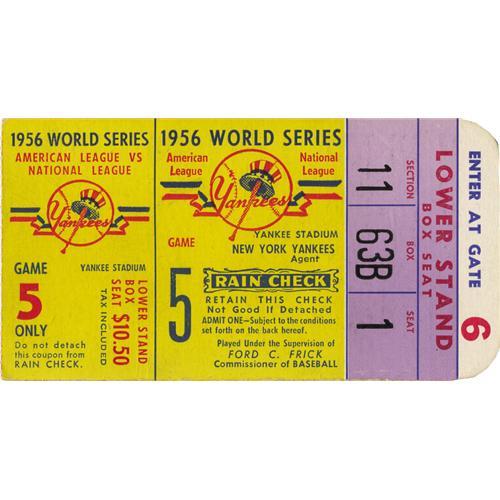 1956 WORLD SERIES
AMERICAN LEAGUE VS
NATIONAL LEAGUE
Yankees
GAME
YANKEE STADIUM
5
ONLY
Do not detach
this coupon from
RAIN CHECK.
LOWER STAND
BOX
SEAT $10.50
TAX INCLUDED
1956 WORLD SERIES
American League
National League
Yankees
YANKEE STADIUM
GAME
NEW YORK YANKEES
Agent
5
RAIN CHECK
RETAIN THIS CHECK
Not Good If Detached
ADMIT ONE—Subject to the conditions
set forth on the back hereof.
Played Under the Supervision of
FORD C. FRICK
Commissioner of BASEBALL
11
SECTION
63B
BOX
1
SEAT
LOWER STAND
BOX SEAT
ENTER AT GATE
6